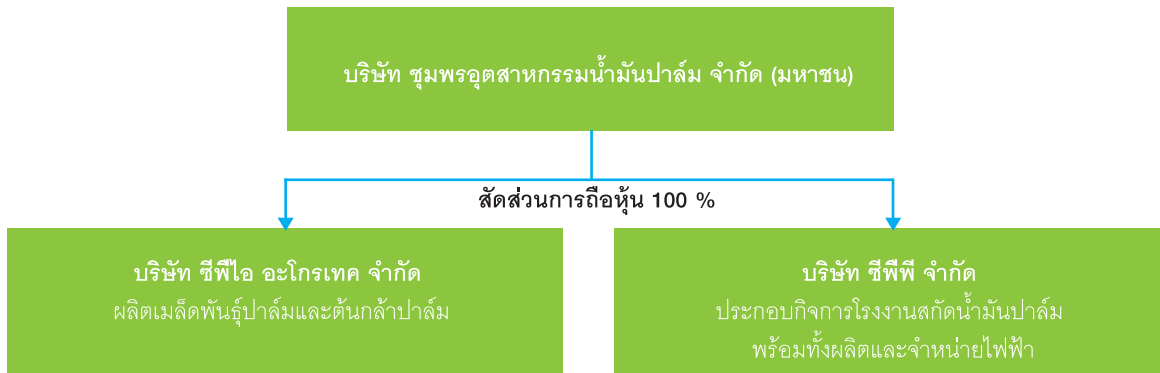 บริษัท ชุมพรอุตสาหกรรมน้ำมันปาล์ม จำกัด (มหาชน)
สัดส่วนการถือหุ้น 100 %
บริษัท ซีพีไอ อะโกรเทค จำกัด
ผลิตเมล็ดพันธุ์ปาล์มและต้นกล้าปาล์ม
บริษัท ซีพีพี จำกัด
ประกอบกิจการโรงงานสกัดน้ำมันปาล์ม
พร้อมทั้งผลิตและจำหน่ายไฟฟ้า